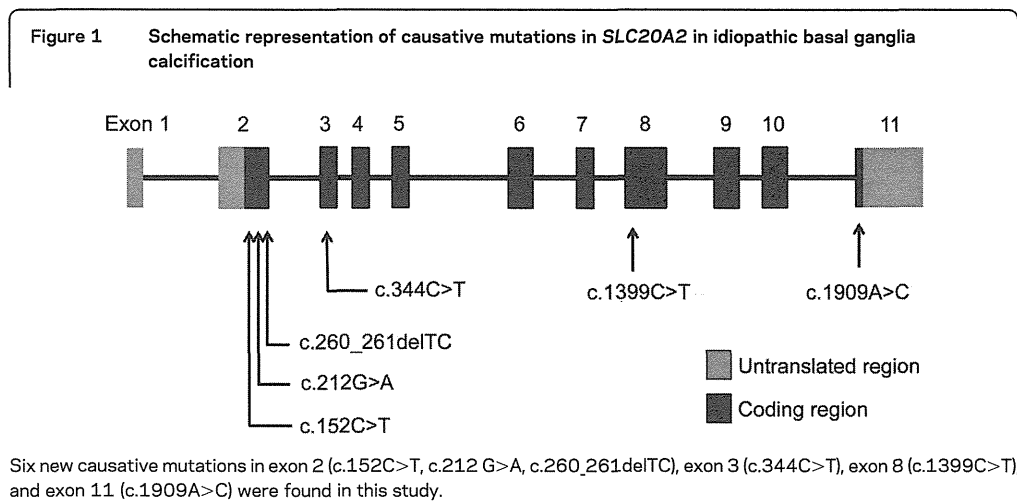 Figure 1 Schematic representation of causative mutations in SLC20A2 in idiopathic basal ganglia
calcification
Exon 1 2 3 4 5 6 7 8 9 10 11
c.344C>T
c.1399C>T
c.1909A>C
c.260_261delTC
c.212G>A
c.152C>T
Untranslated region
Coding region
Six new causative mutations in exon 2 (c.152C>T, c.212 G>A, c.260_261delTC), exon 3 (c.344C>T), exon 8 (c.1399C>T)
and exon 11 (c.1909A>C) were found in this study.